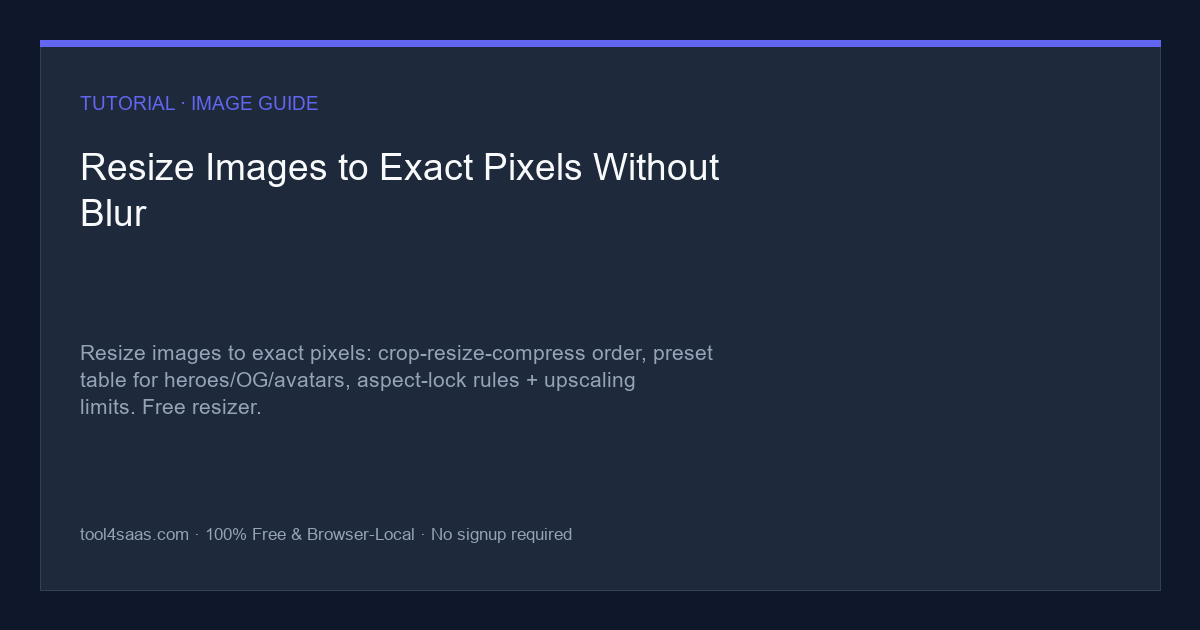 TUTORIAL · IMAGE GUIDE
Resize Images to Exact Pixels Without
Blur
Resize images to exact pixels: crop-resize-compress order, preset
table for heroes/OG/avatars, aspect-lock rules + upscaling
limits. Free resizer.
tool4saas.com · 100% Free & Browser-Local · No signup required